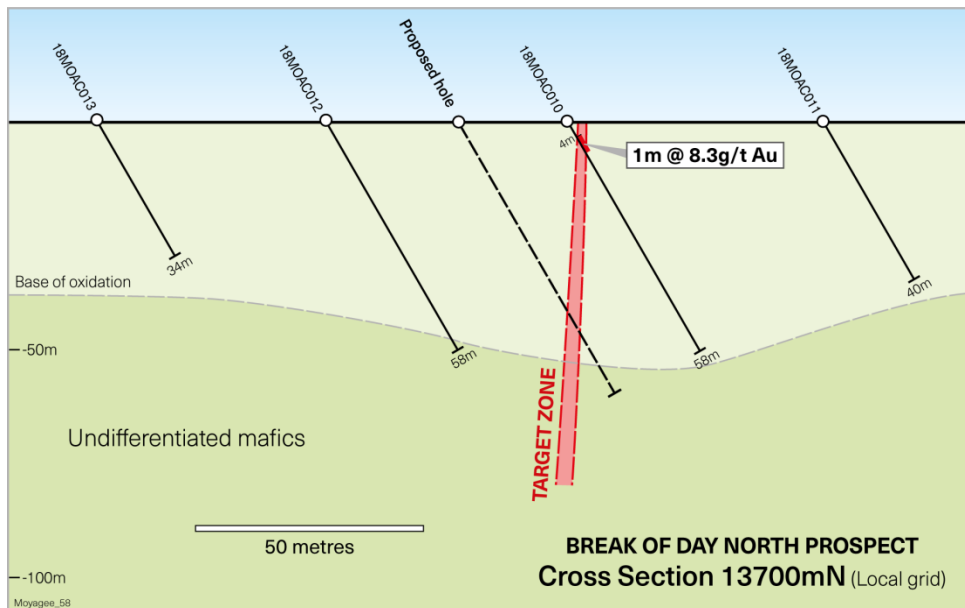 18MOAC013
18MOAC012
Proposed hole
18MOAC010
18MOAC011
4m
1m @ 8.3g/t Au
34m
Base of oxidation
40m
-50m
58m
58m
TARGET ZONE
Undifferentiated mafics
50 metres
BREAK OF DAY NORTH PROSPECT
Cross Section 13700mN (Local grid)
-100m
Moyagee_58